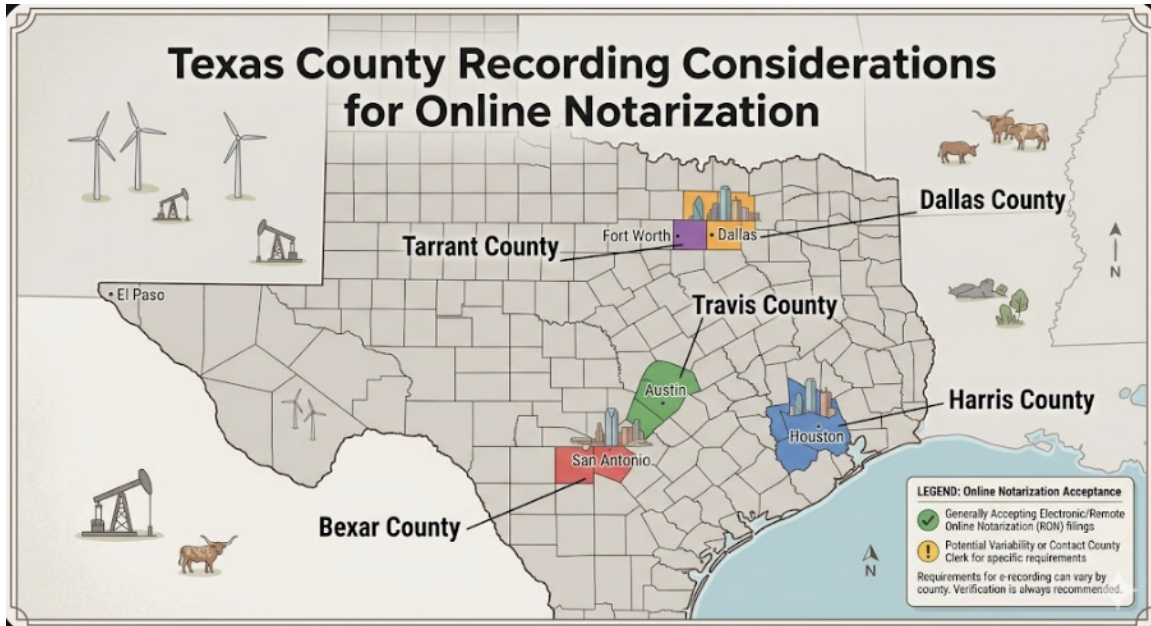 Texas County Recording Considerations
for Online Notarization
Dallas County
Fort Worth
Dallas
Tarrant County
N
El Paso
Travis County
Austin
Harris County
Houston
San Antonio
Bexar County
N
LEGEND: Online Notarization Acceptance
Generally Accepting Electronic/Remote
Online Notarization (RON) filings
! Potential Variability or Contact County
Clerk for specific requirements
Requirements for e-recording can vary by
county. Verification is always recommended.